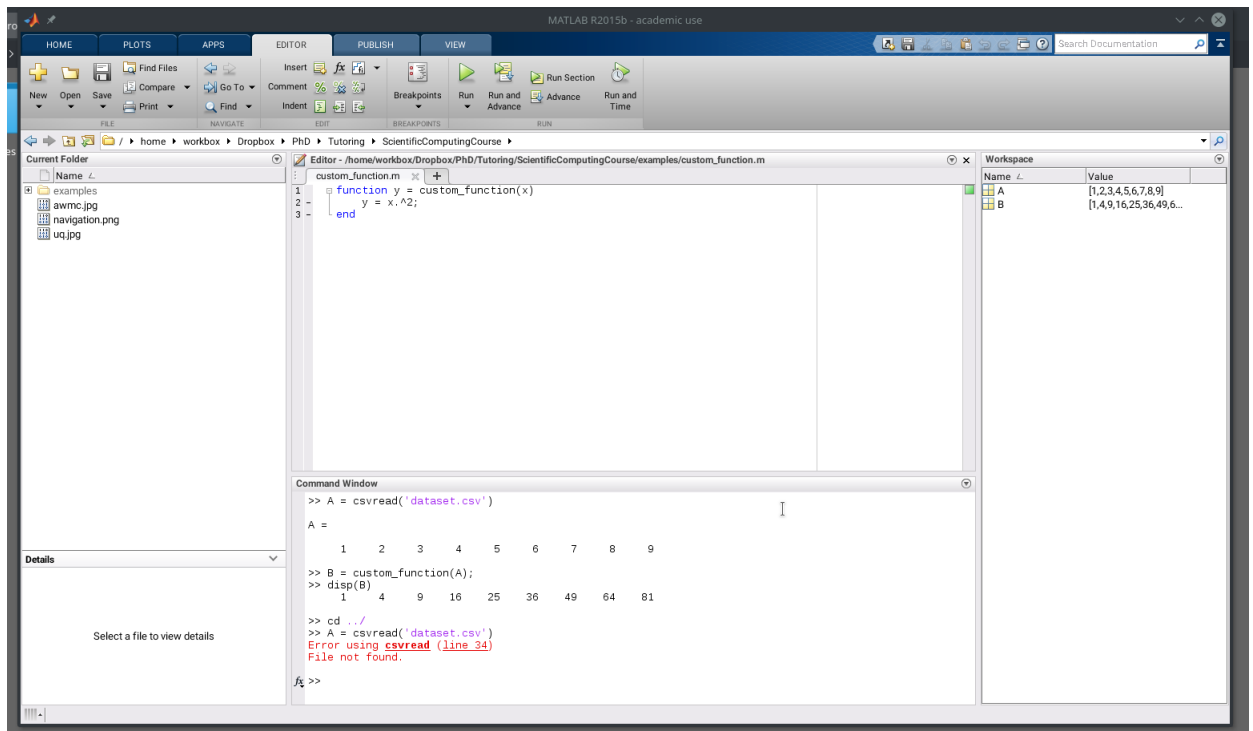 MATLAB R2015b - academic use
HOME PLOTS APPS EDITOR PUBLISH VIEW
Search Documentation
New Open Save
Find Files
Compare
Print
FILE
Go To
Find
NAVIGATE
Insert fx
Comment %
Indent
EDIT
Breakpoints
BREAKPOINTS
Run
Run and Advance
Run Section
Advance
Run and Time
RUN
/ home workbox Dropbox PhD Tutoring ScientificComputingCourse
Current Folder
Name
examples
awmc.jpg
navigation.png
uq.jpg
Details
Select a file to view details
Editor - /home/workbox/Dropbox/PhD/Tutoring/ScientificComputingCourse/examples/custom_function.m
custom_function.m +
1 function y = custom_function(x)
2 - y = x.^2;
3 - end
Command Window
>> A = csvread('dataset.csv')
A =
1 2 3 4 5 6 7 8 9
>> B = custom_function(A);
>> disp(B)
1 4 9 16 25 36 49 64 81
>> cd ../
>> A = csvread('dataset.csv')
Error using csvread (line 34)
File not found.
fx >>
Workspace
Name Value
A [1,2,3,4,5,6,7,8,9]
B [1,4,9,16,25,36,49,6...